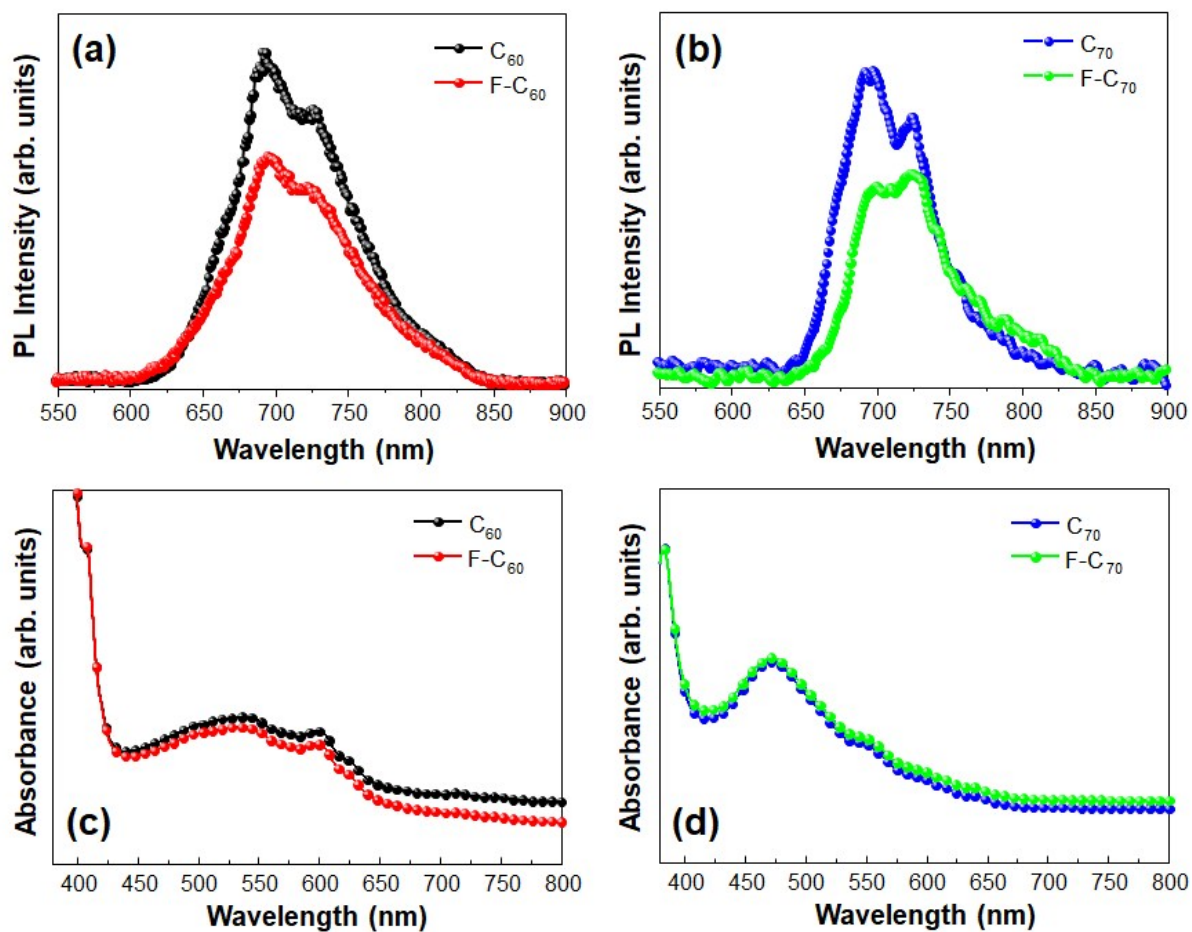 (a)
C₆₀
F-C₆₀
PL Intensity (arb. units)
550 600 650 700 750 800 850 900
Wavelength (nm)
(b)
C₇₀
F-C₇₀
PL Intensity (arb. units)
550 600 650 700 750 800 850 900
Wavelength (nm)
C₆₀
F-C₆₀
Absorbance (arb. units)
(c)
400 450 500 550 600 650 700 750 800
Wavelength (nm)
C₇₀
F-C₇₀
Absorbance (arb. units)
(d)
400 450 500 550 600 650 700 750 800
Wavelength (nm)